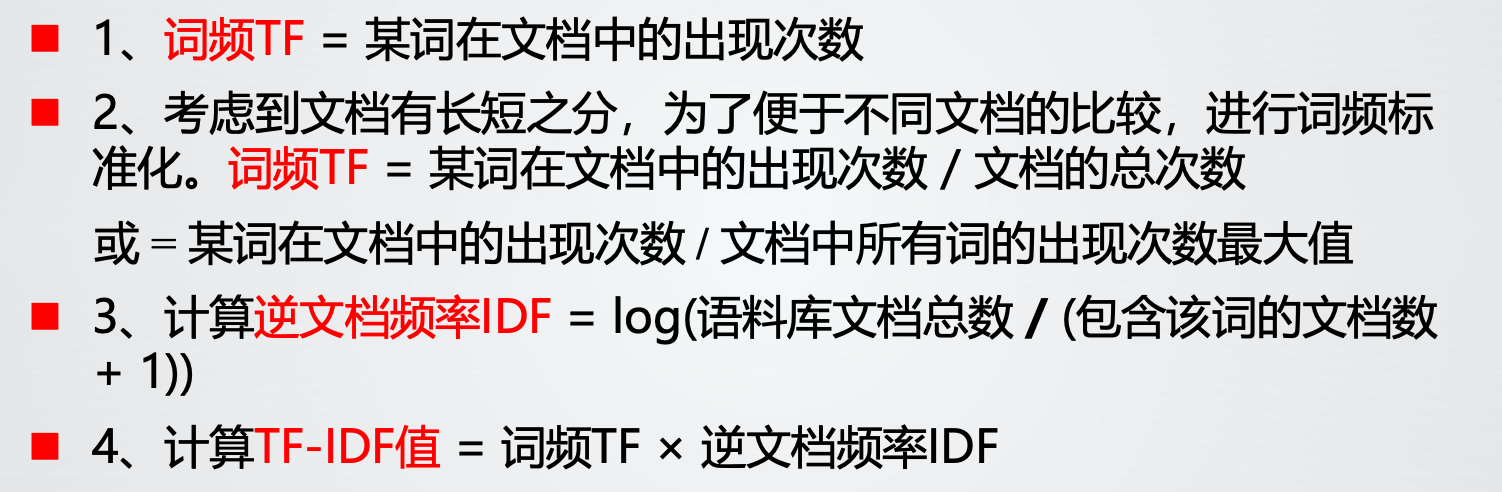 1、词频TF = 某词在文档中的出现次数
2、考虑到文档有长短之分，为了便于不同文档的比较，进行词频标
准化。词频TF = 某词在文档中的出现次数 / 文档的总次数
或 = 某词在文档中的出现次数 / 文档中所有词的出现次数最大值
3、计算逆文档频率IDF = log(语料库文档总数 / (包含该词的文档数
+ 1))
4、计算TF-IDF值 = 词频TF × 逆文档频率IDF